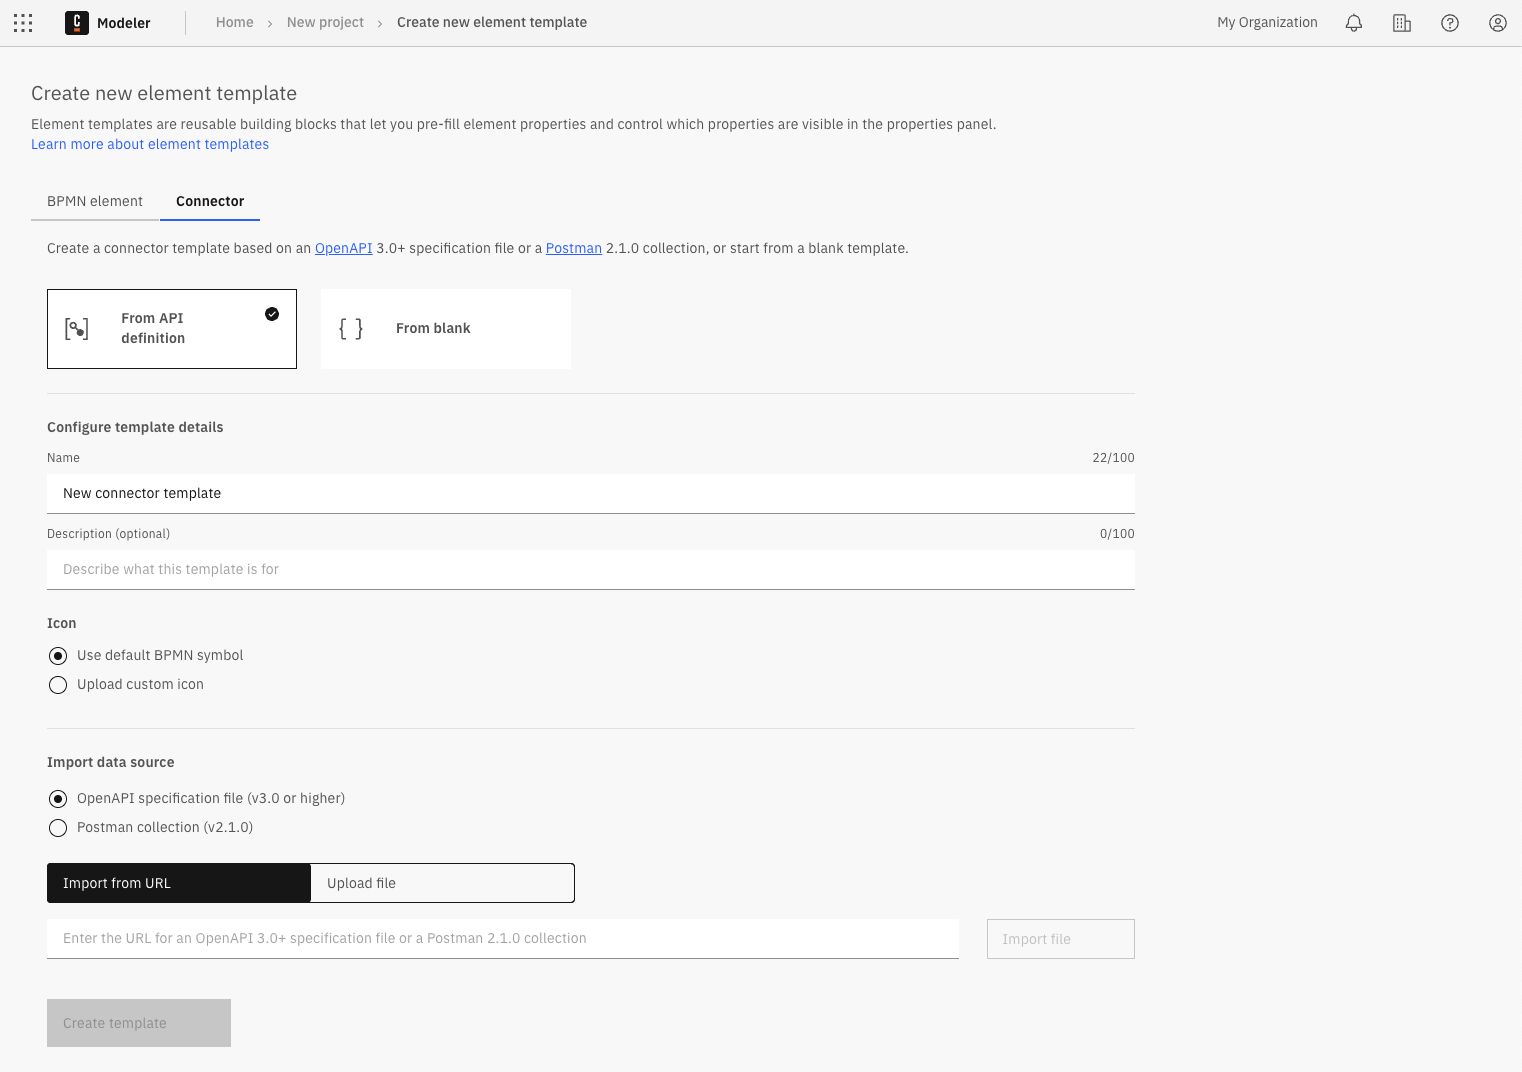 Modeler
Home › New project › Create new element template
My Organization
Create new element template
Element templates are reusable building blocks that let you pre-fill element properties and control which properties are visible in the properties panel.
Learn more about element templates
BPMN element
Connector
Create a connector template based on an OpenAPI 3.0+ specification file or a Postman 2.1.0 collection, or start from a blank template.
From API
definition
{ } From blank
Configure template details
Name
22/100
New connector template
Description (optional)
0/100
Describe what this template is for
Icon
Use default BPMN symbol
Upload custom icon
Import data source
OpenAPI specification file (v3.0 or higher)
Postman collection (v2.1.0)
Import from URL
Upload file
Enter the URL for an OpenAPI 3.0+ specification file or a Postman 2.1.0 collection
Import file
Create template